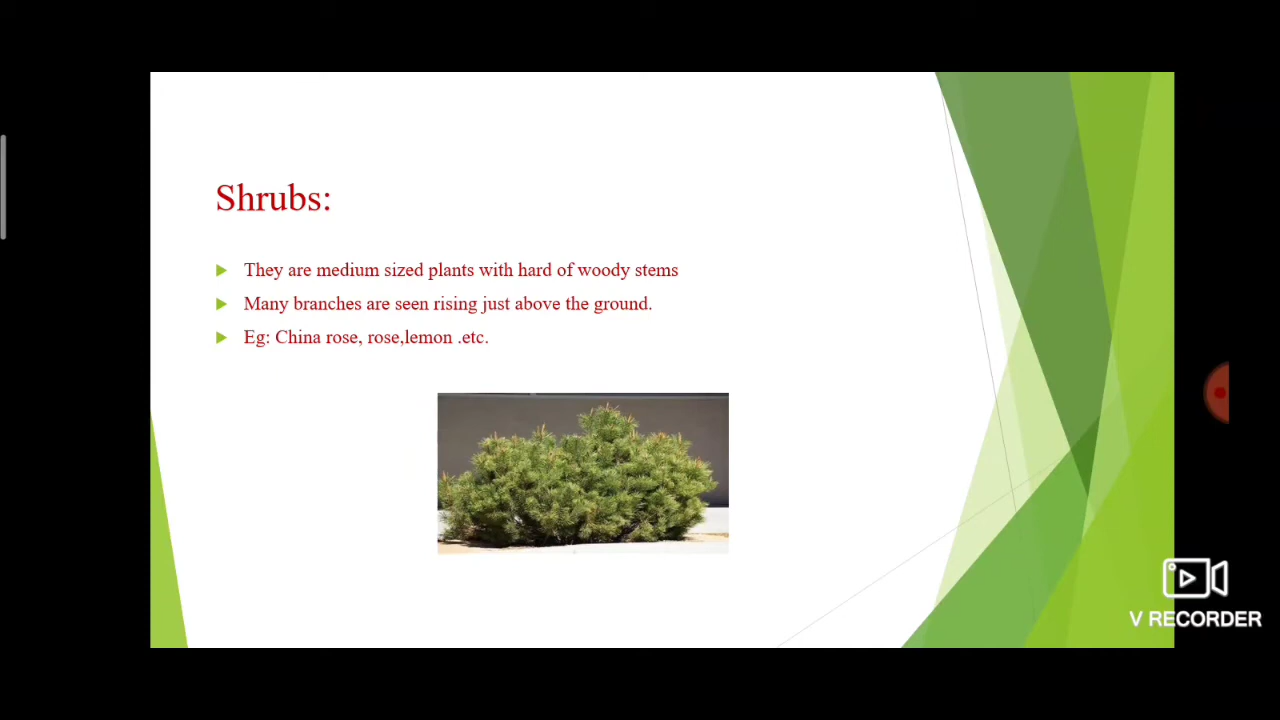 Shrubs:
They are medium sized plants with hard of woody stems
Many branches are seen rising just above the ground.
Eg: China rose, rose,lemon .etc.
V RECORDER